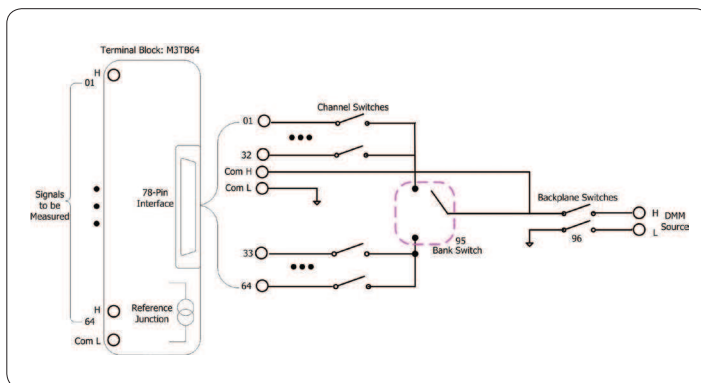 Terminal Block: M3TB64
H
01
Signals
to be
Measured
H
64
Com L
78-Pin
Interface
Reference
Junction
Channel Switches
01
32
Com H
Com L
33
64
95
Bank Switch
Backplane Switches
96
H
L
DMM
Source